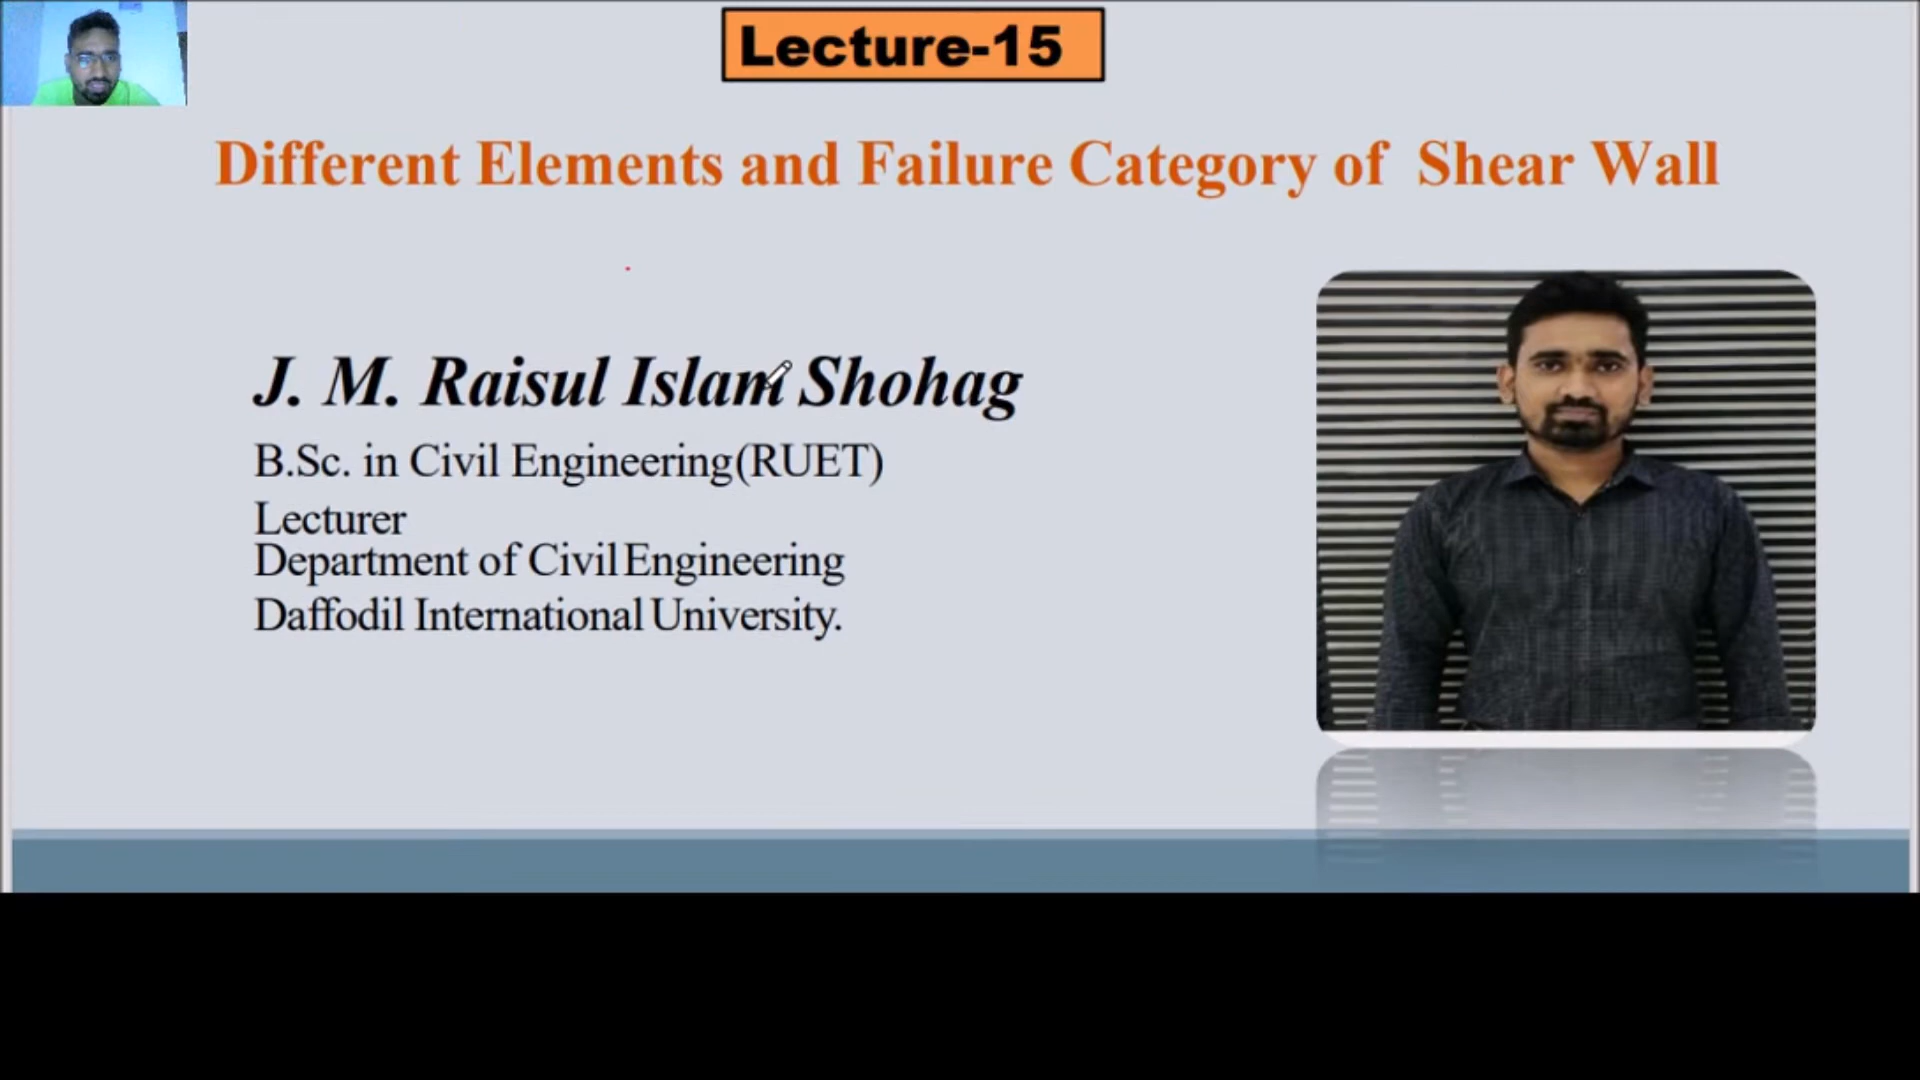 Lecture-15
Different Elements and Failure Category of Shear Wall
J. M. Raisul Islam Shohag
B.Sc. in Civil Engineering(RUET)
Lecturer
Department of Civil Engineering
Daffodil International University.